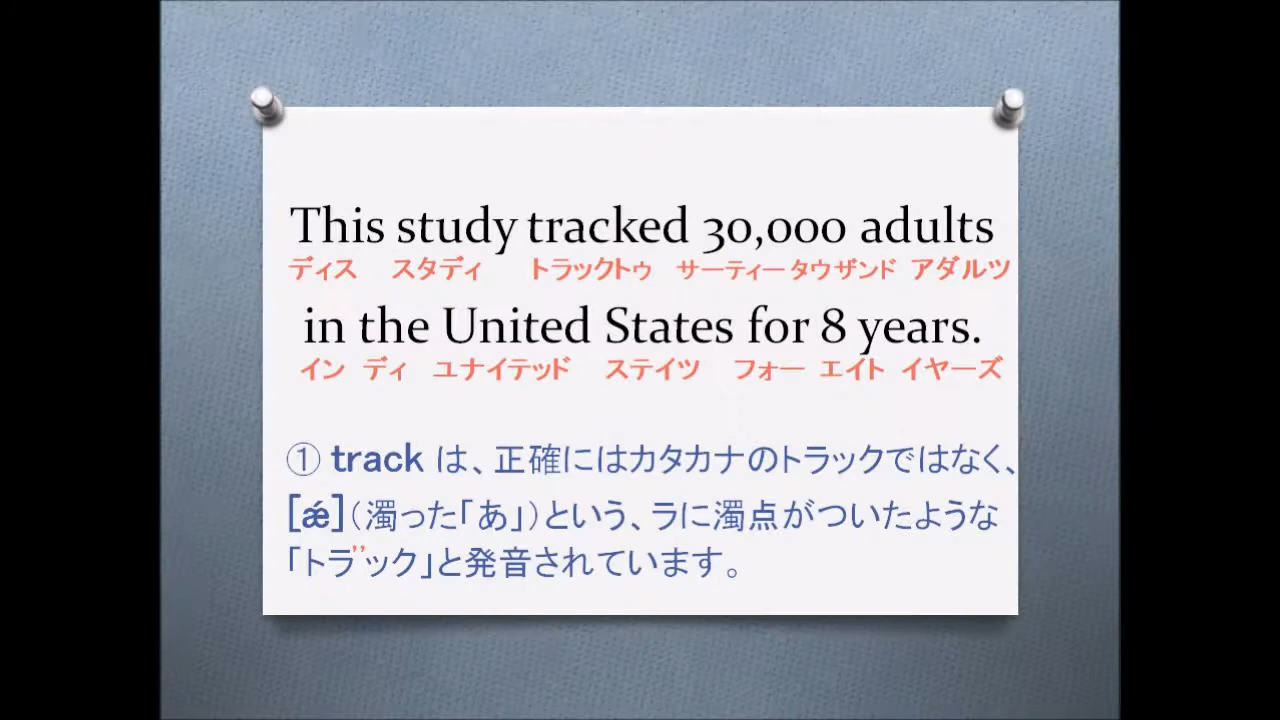 This study tracked 30,000 adults
ディス スタディ トラックトゥ サーティー タウザンド アダルツ
in the United States for 8 years.
イン ディ ユナイテッド ステイツ フォー エイト イヤーズ
① track は、正確にはカタカナのトラックではなく、
[ǽ](濁った「あ」)という、ラに濁点がついたような
「トラ”ック」と発音されています。